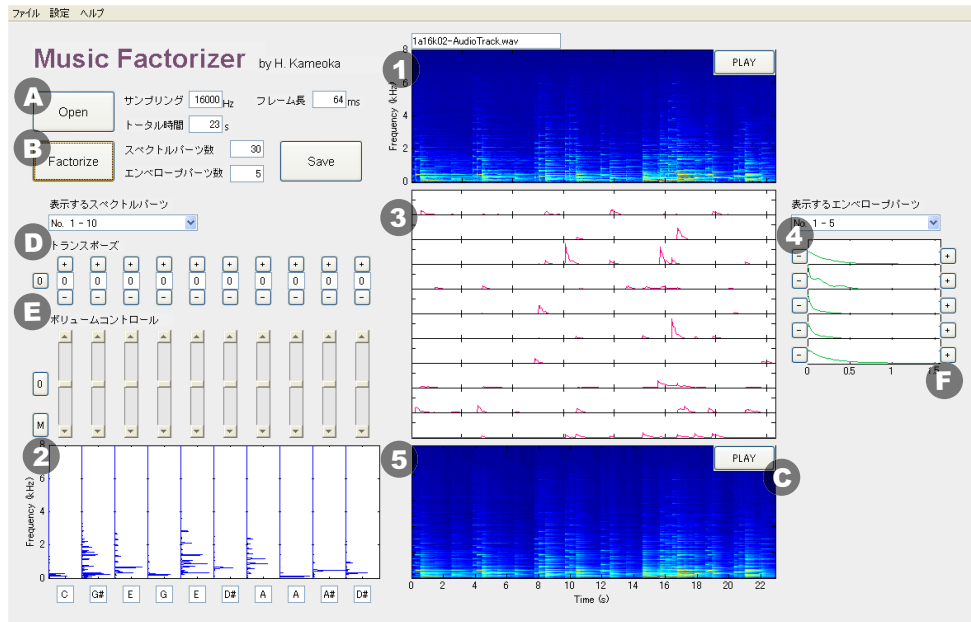 ファイル 設定 ヘルプ
Music Factorizer by H. Kameoka
A
Open
サンプリング 16000 Hz フレーム長 64 ms
トータル時間 23 s
B
Factorize
スペクトルパーツ数 30
エンベロープパーツ数 5
Save
1a16k02-AudioTrack.wav
1
PLAY
Frequency (kHz)
8
6
4
2
0
表示するスペクトルパーツ
No. 1 - 10
D
トランスポーズ
+ + + + + + + + + +
0 0 0 0 0 0 0 0 0 0 0
- - - - - - - - - -
E
ボリュームコントロール
0
M
3
表示するエンベロープパーツ
No. 1 - 5
4
- +
- +
- +
- +
- +
0 0.5 1 1.5
F
2
Frequency (kHz)
8
6
4
2
0
C G# E G E D# A A A# D#
5
PLAY
C
0 2 4 6 8 10 12 14 16 18 20 22
Time (s)